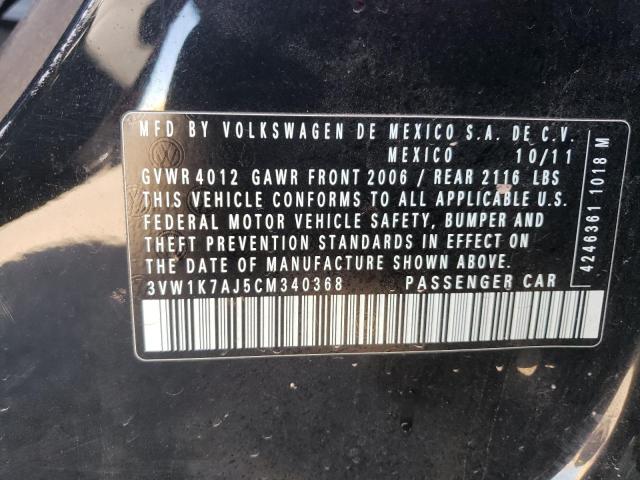 MFD BY VOLKSWAGEN DE MEXICO S.A. DE C.V.
MEXICO 10/11
GVWR 4012 GAWR FRONT 2006 / REAR 2116 LBS
THIS VEHICLE CONFORMS TO ALL APPLICABLE U.S.
FEDERAL MOTOR VEHICLE SAFETY, BUMPER AND
THEFT PREVENTION STANDARDS IN EFFECT ON
THE DATE OF MANUFACTURE SHOWN ABOVE.
3VW1K7AJ5CM340368 PASSENGER CAR
4246361 1018 M